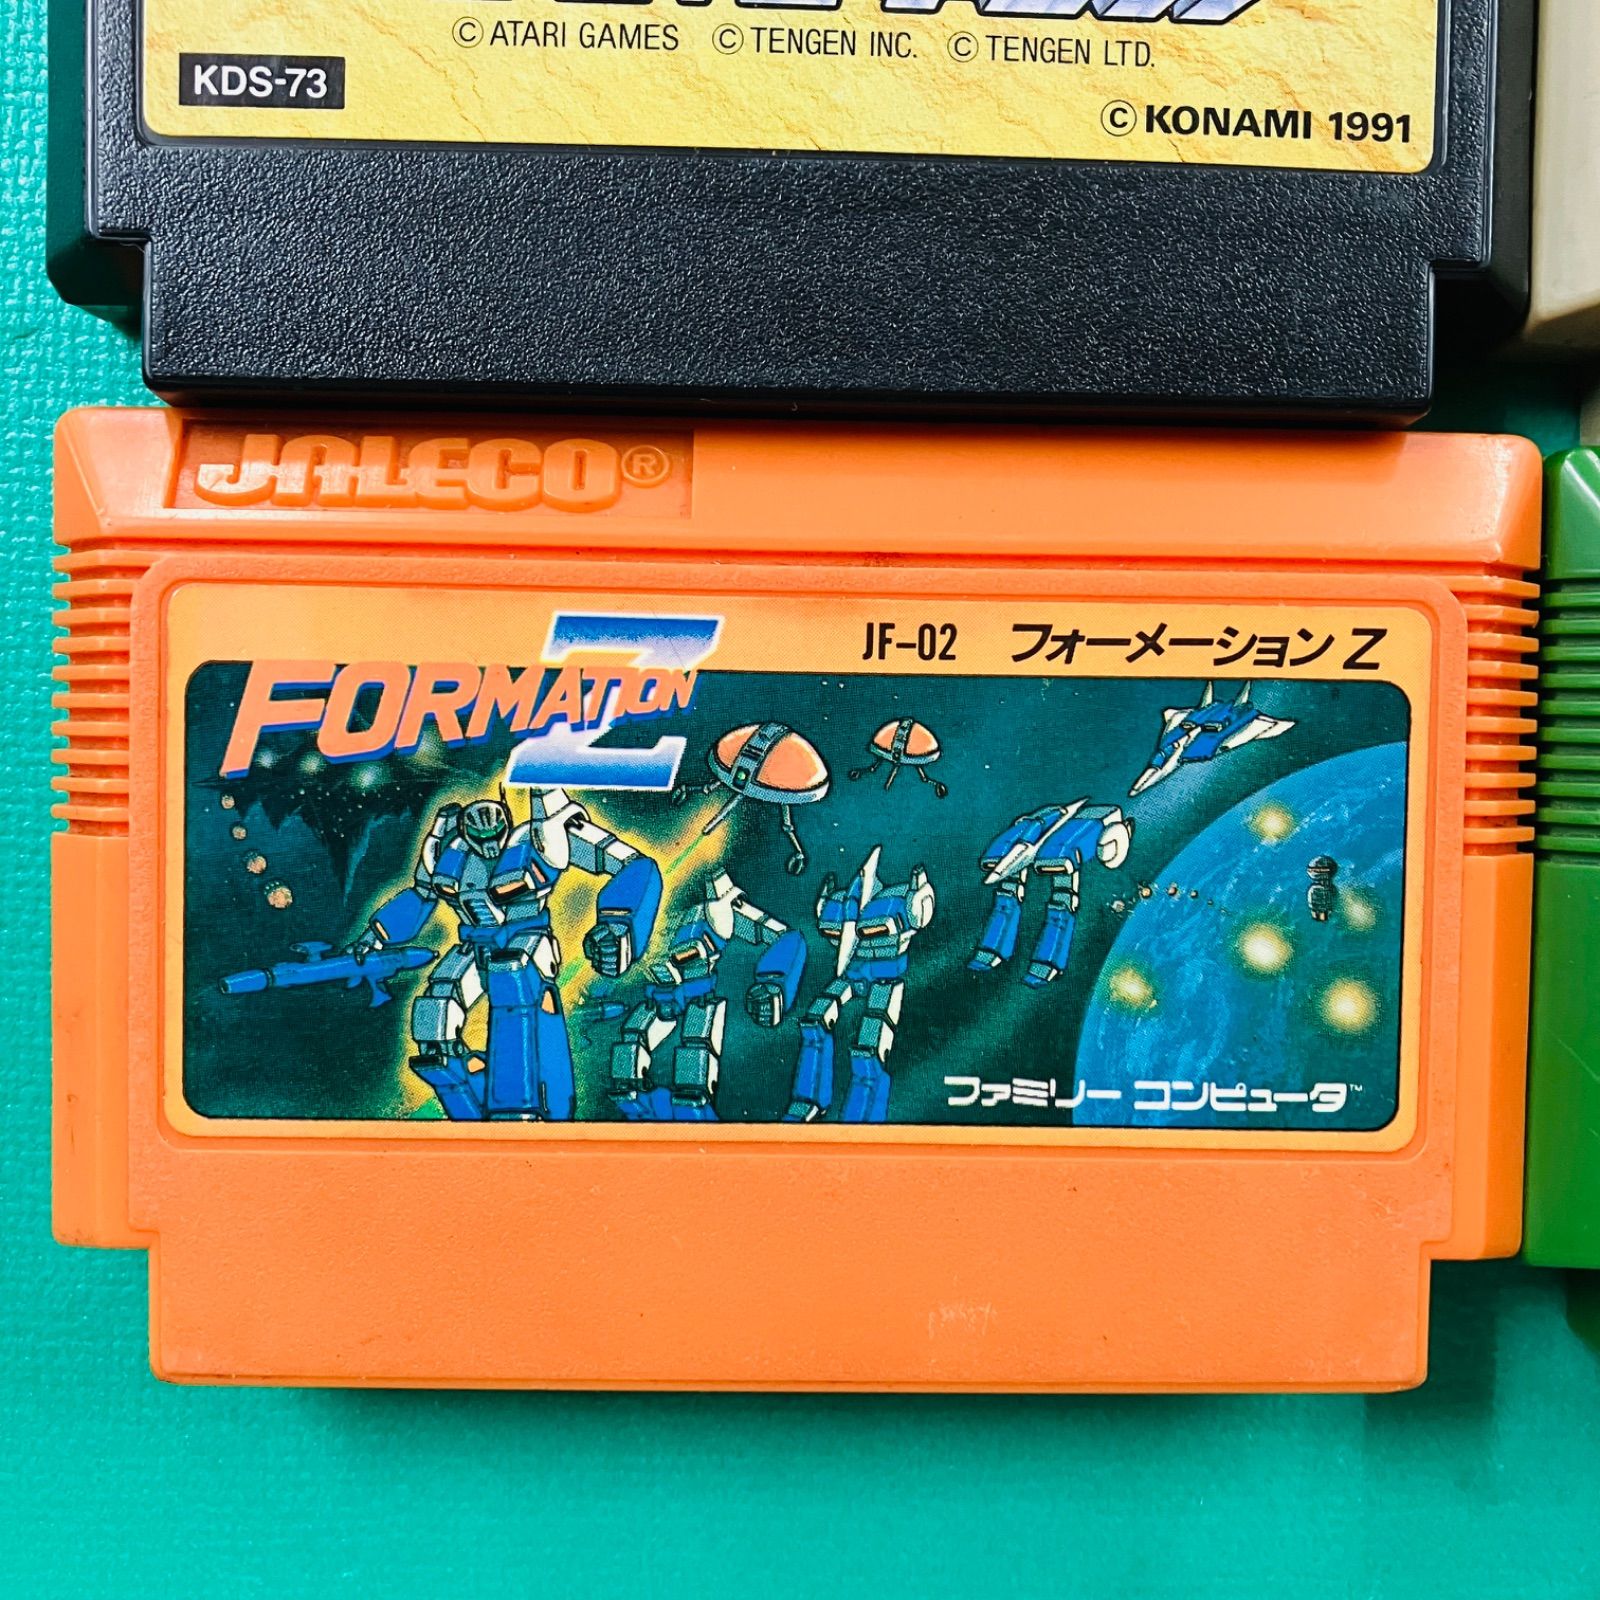 © ATARI GAMES © TENGEN INC. © TENGEN LTD.
KDS-73
© KONAMI 1991
JALECO®
JF-02 フォーメーションZ
FORMATION Z
ファミリー コンピュータ™